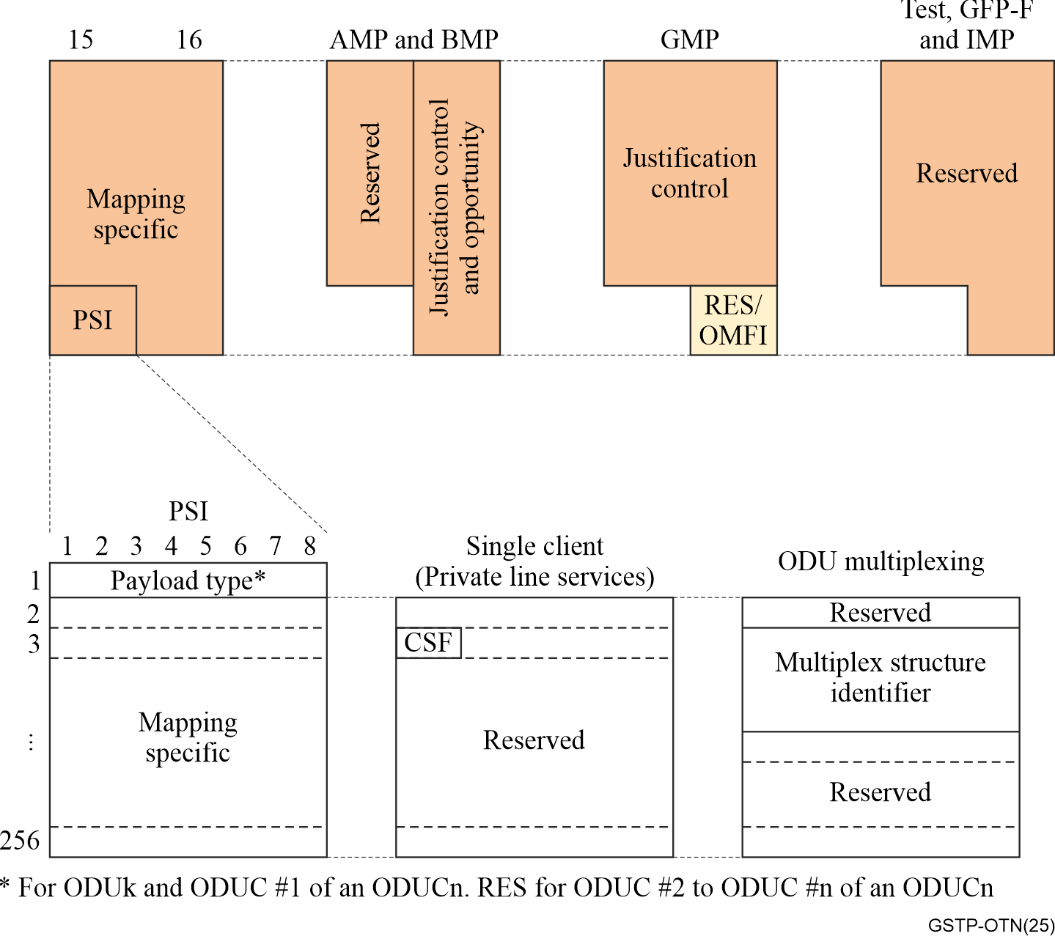 Test, GFP-F
15 16 AMP and BMP GMP and IMP
Mapping
specific
PSI
Reserved
Justification control
and opportunity
Justification
control
RES/
OMFI
Reserved
PSI
1 2 3 4 5 6 7 8
Single client
(Private line services)
ODU multiplexing
1 Payload type*
2
3
⋮
256
Mapping
specific
CSF
Reserved
Reserved
Multiplex structure
identifier
Reserved
* For ODUk and ODUC #1 of an ODUCn. RES for ODUC #2 to ODUC #n of an ODUCn
GSTP-OTN(25)